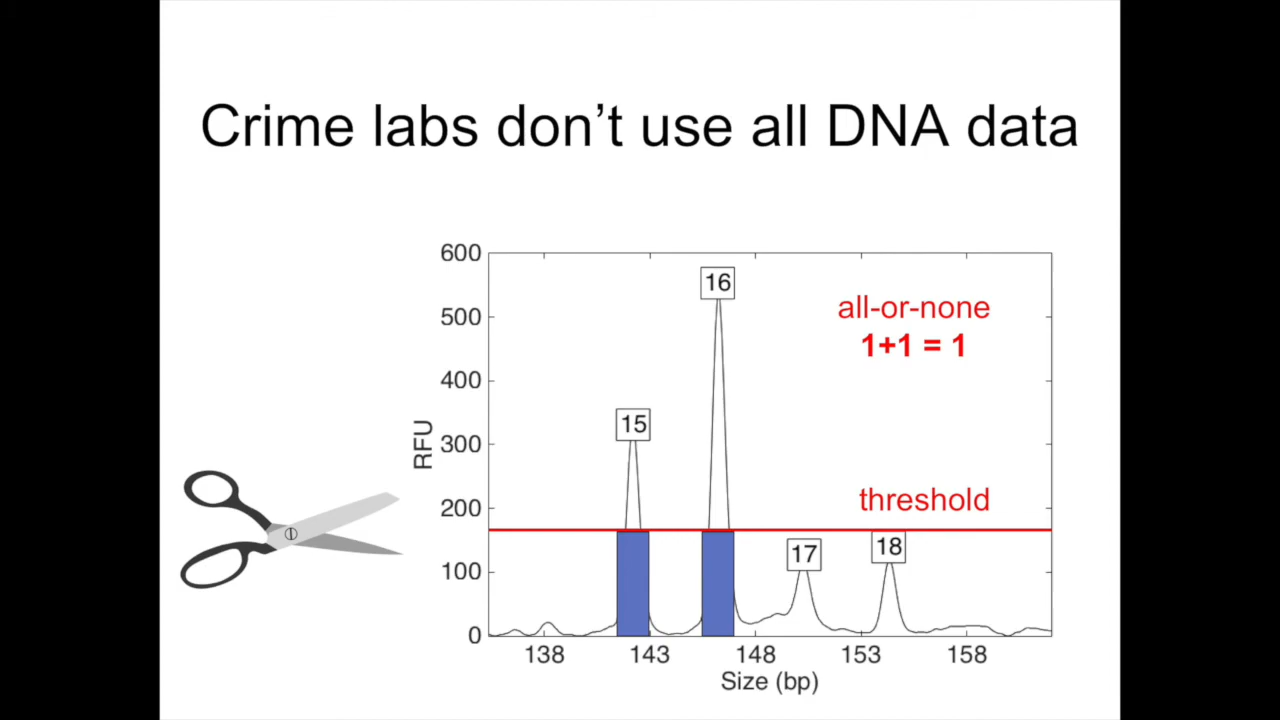 Crime labs don't use all DNA data
600
500
400
300
200
100
0
RFU
16
15
17
18
all-or-none
1+1 = 1
threshold
138 143 148 153 158
Size (bp)